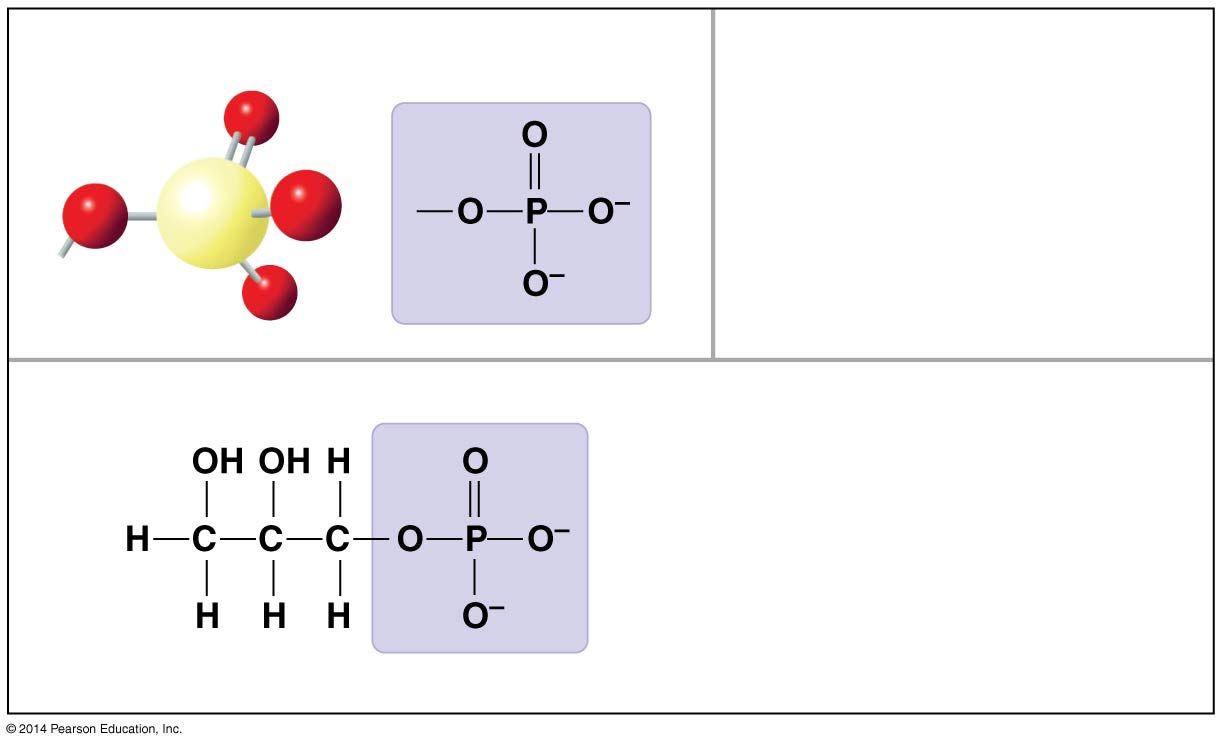 O
O P O−
O−
OH OH H O
H C C C O P O−
H H H O−
© 2014 Pearson Education, Inc.